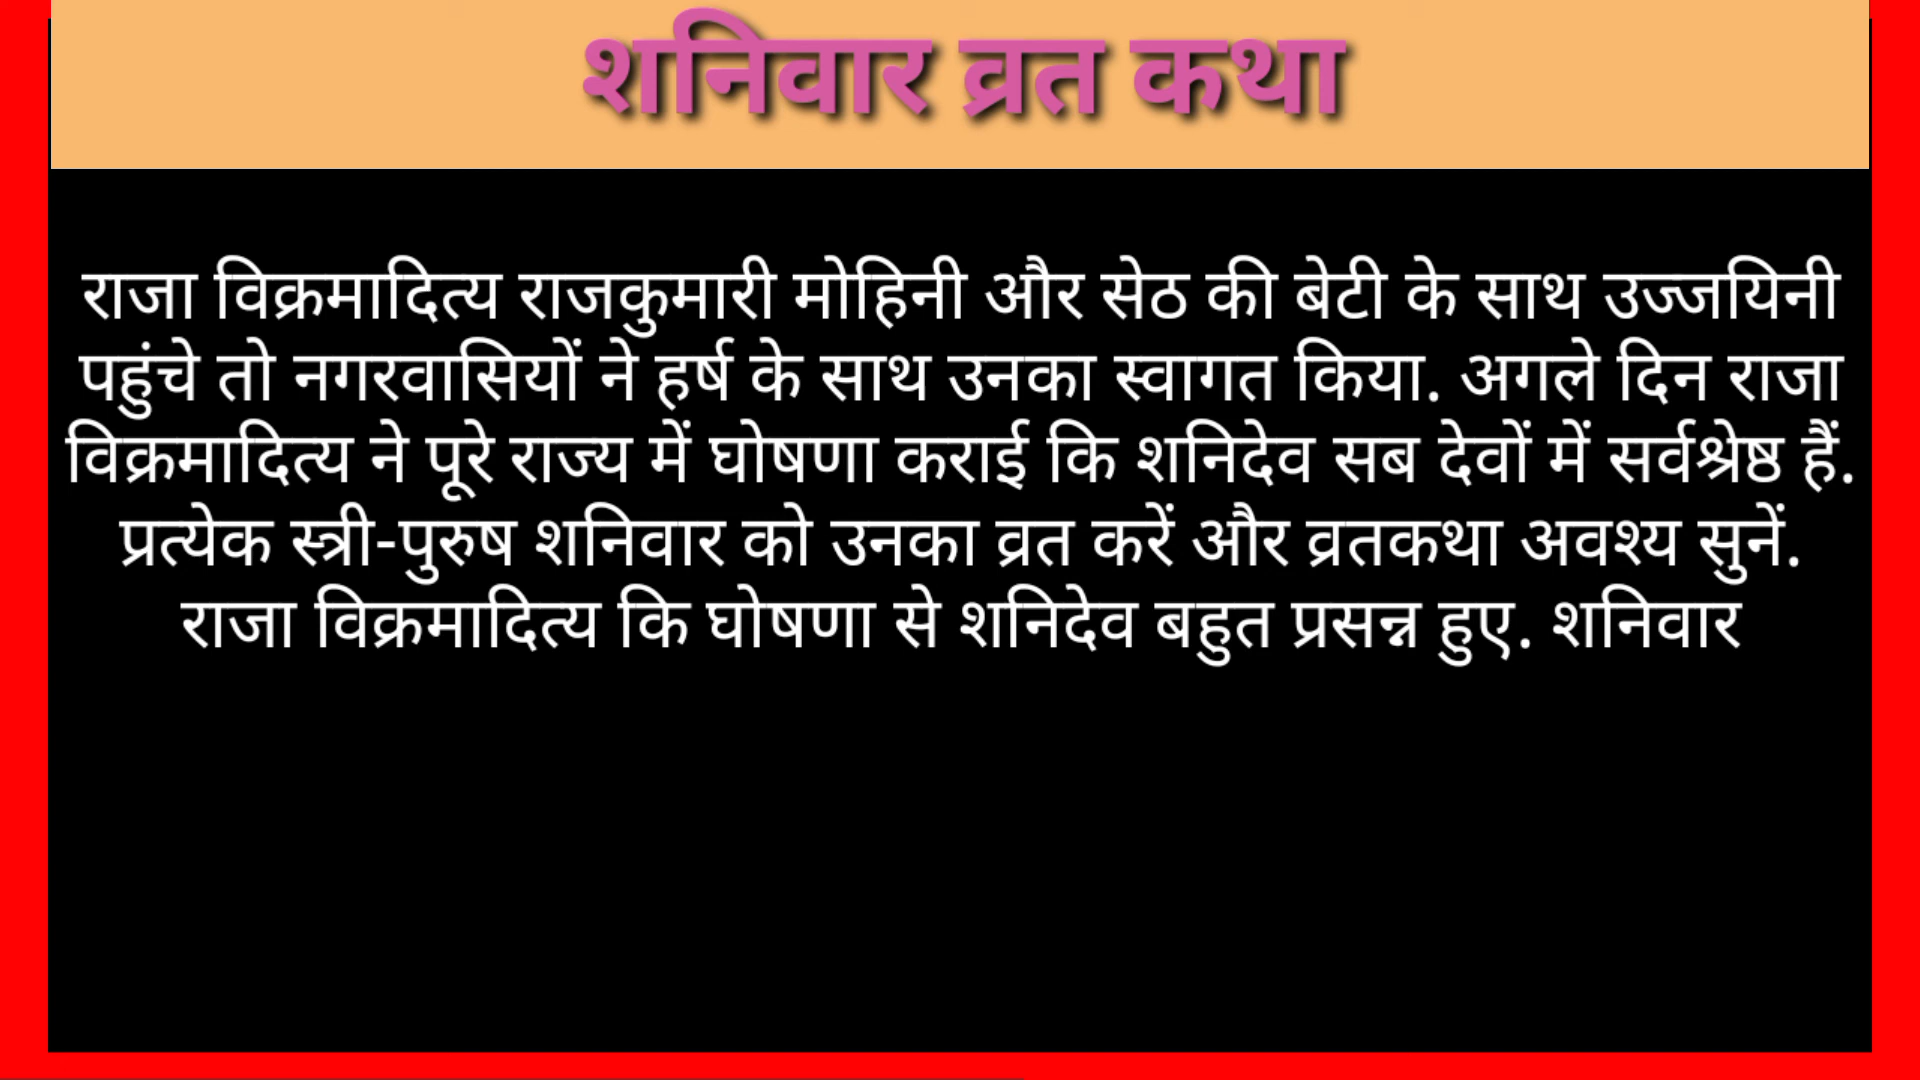 शनिवार व्रत कथा
राजा विक्रमादित्य राजकुमारी मोहिनी और सेठ की बेटी के साथ उज्जयिनी
पहुंचे तो नगरवासियों ने हर्ष के साथ उनका स्वागत किया. अगले दिन राजा
विक्रमादित्य ने पूरे राज्य में घोषणा कराई कि शनिदेव सब देवों में सर्वश्रेष्ठ हैं.
प्रत्येक स्त्री-पुरुष शनिवार को उनका व्रत करें और व्रतकथा अवश्य सुनें.
राजा विक्रमादित्य कि घोषणा से शनिदेव बहुत प्रसन्न हुए. शनिवार